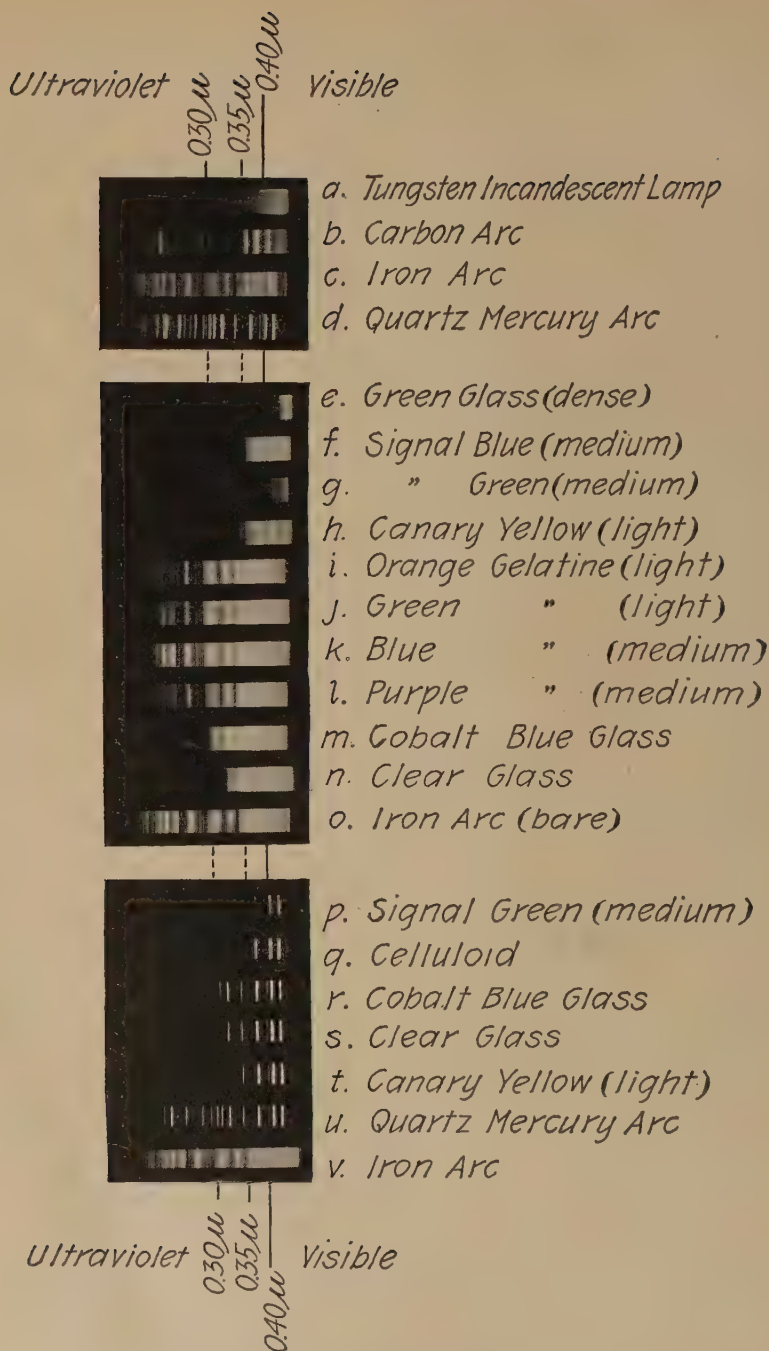 Ultraviolet 0.30µ 0.35µ 0.40µ Visible
a. Tungsten Incandescent Lamp
b. Carbon Arc
c. Iron Arc
d. Quartz Mercury Arc
e. Green Glass (dense)
f. Signal Blue (medium)
g. " Green (medium)
h. Canary Yellow (light)
i. Orange Gelatine (light)
j. Green " (light)
k. Blue " (medium)
l. Purple " (medium)
m. Cobalt Blue Glass
n. Clear Glass
o. Iron Arc (bare)
p. Signal Green (medium)
q. Celluloid
r. Cobalt Blue Glass
s. Clear Glass
t. Canary Yellow (light)
u. Quartz Mercury Arc
v. Iron Arc
Ultraviolet 0.30µ 0.35µ 0.40µ Visible